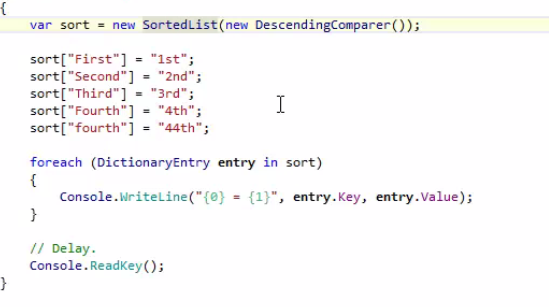 {
var sort = new SortedList(new DescendingComparer());
sort["First"] = "1st";
sort["Second"] = "2nd";
sort["Third"] = "3rd";
sort["Fourth"] = "4th";
sort["fourth"] = "44th";
foreach (DictionaryEntry entry in sort)
{
Console.WriteLine("{0} = {1}", entry.Key, entry.Value);
}
// Delay.
Console.ReadKey();
}